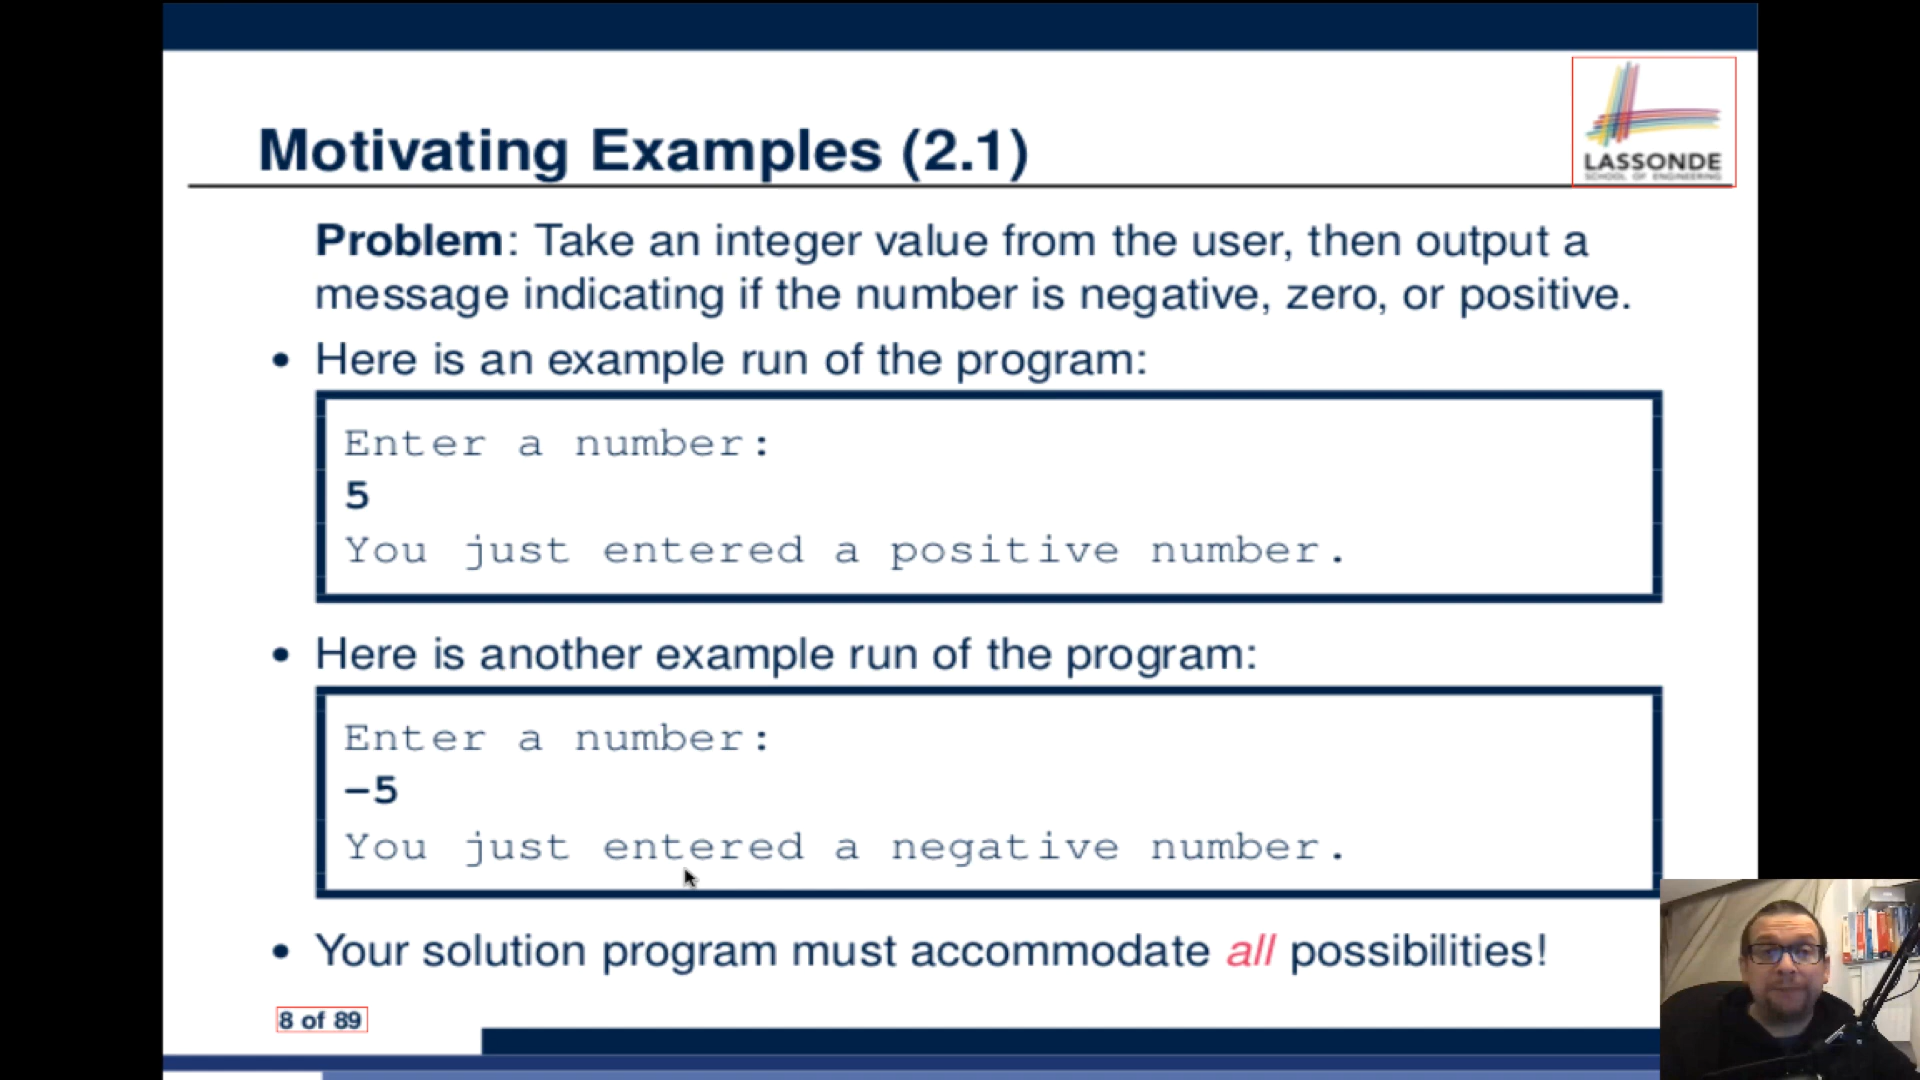 LASSONDE
SCHOOL OF ENGINEERING
Motivating Examples (2.1)
Problem: Take an integer value from the user, then output a
message indicating if the number is negative, zero, or positive.
• Here is an example run of the program:
Enter a number:
5
You just entered a positive number.
• Here is another example run of the program:
Enter a number:
-5
You just entered a negative number.
• Your solution program must accommodate all possibilities!
8 of 89